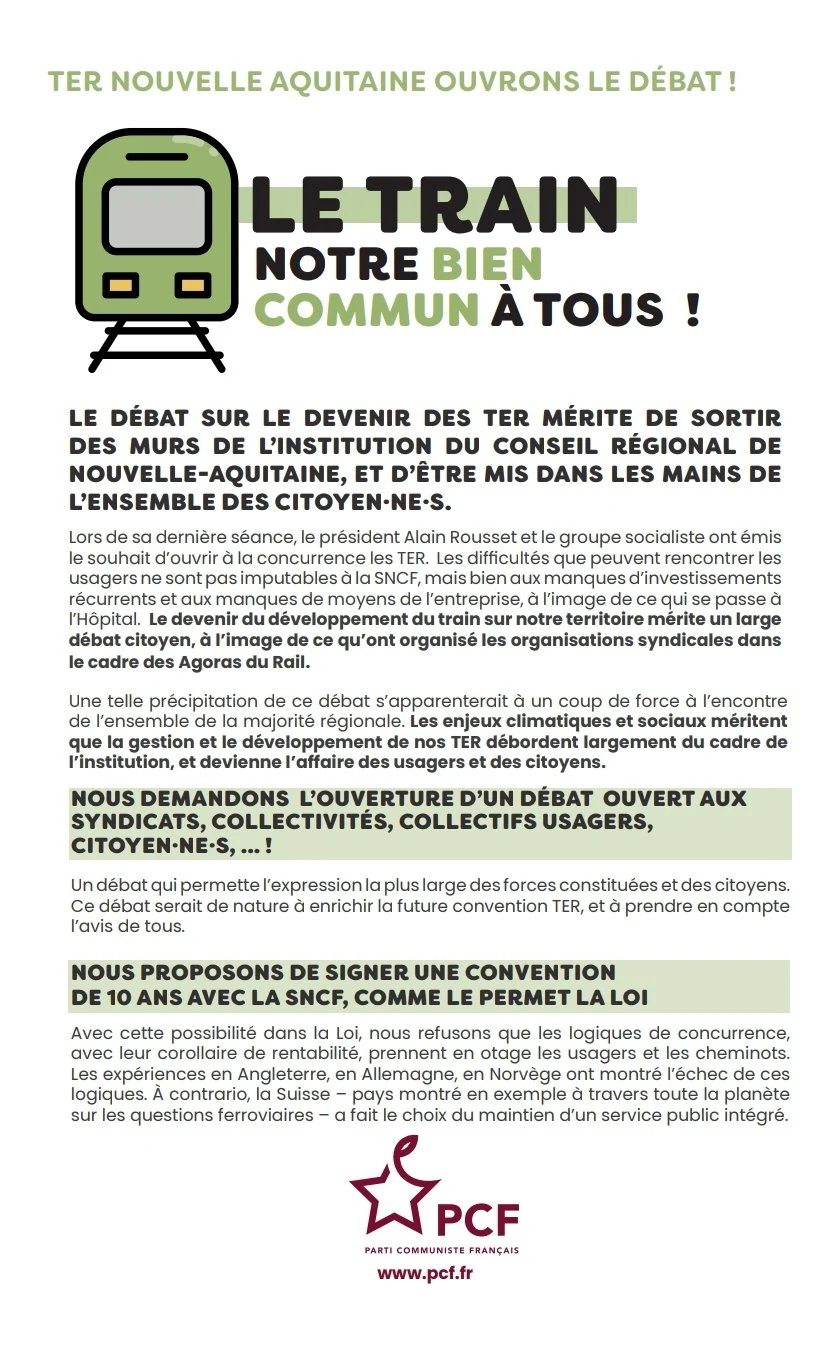 TER NOUVELLE AQUITAINE OUVRONS LE DÉBAT !
LE TRAIN
NOTRE BIEN
COMMUN À TOUS !
LE DÉBAT SUR LE DEVENIR DES TER MÉRITE DE SORTIR
DES MURS DE L’INSTITUTION DU CONSEIL RÉGIONAL DE
NOUVELLE-AQUITAINE, ET D’ÊTRE MIS DANS LES MAINS DE
L’ENSEMBLE DES CITOYEN·NE·S.
Lors de sa dernière séance, le président Alain Rousset et le groupe socialiste ont émis
le souhait d’ouvrir à la concurrence les TER. Les difficultés que peuvent rencontrer les
usagers ne sont pas imputables à la SNCF, mais bien aux manques d’investissements
récurrents et aux manques de moyens de l’entreprise, à l’image de ce qui se passe à
l’Hôpital. Le devenir du développement du train sur notre territoire mérite un large
débat citoyen, à l’image de ce qu’ont organisé les organisations syndicales dans
le cadre des Agoras du Rail.
Une telle précipitation de ce débat s’apparenterait à un coup de force à l’encontre
de l’ensemble de la majorité régionale. Les enjeux climatiques et sociaux méritent
que la gestion et le développement de nos TER débordent largement du cadre de
l’institution, et devienne l’affaire des usagers et des citoyens.
NOUS DEMANDONS L’OUVERTURE D’UN DÉBAT OUVERT AUX
SYNDICATS, COLLECTIVITÉS, COLLECTIFS USAGERS,
CITOYEN·NE·S, ... !
Un débat qui permette l’expression la plus large des forces constituées et des citoyens.
Ce débat serait de nature à enrichir la future convention TER, et à prendre en compte
l’avis de tous.
NOUS PROPOSONS DE SIGNER UNE CONVENTION
DE 10 ANS AVEC LA SNCF, COMME LE PERMET LA LOI
Avec cette possibilité dans la Loi, nous refusons que les logiques de concurrence,
avec leur corollaire de rentabilité, prennent en otage les usagers et les cheminots.
Les expériences en Angleterre, en Allemagne, en Norvège ont montré l’échec de ces
logiques. À contrario, la Suisse – pays montré en exemple à travers toute la planète
sur les questions ferroviaires – a fait le choix du maintien d’un service public intégré.
PCF
PARTI COMMUNISTE FRANÇAIS
www.pcf.fr